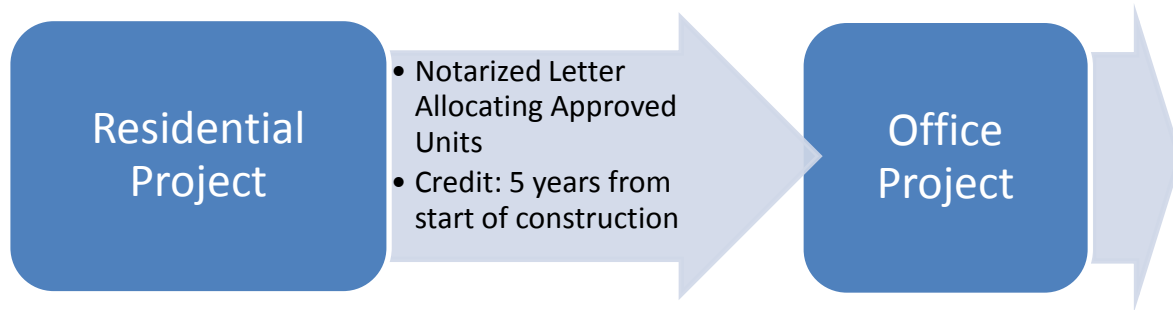 Residential
Project
• Notarized Letter
Allocating Approved
Units
• Credit: 5 years from
start of construction
Office
Project